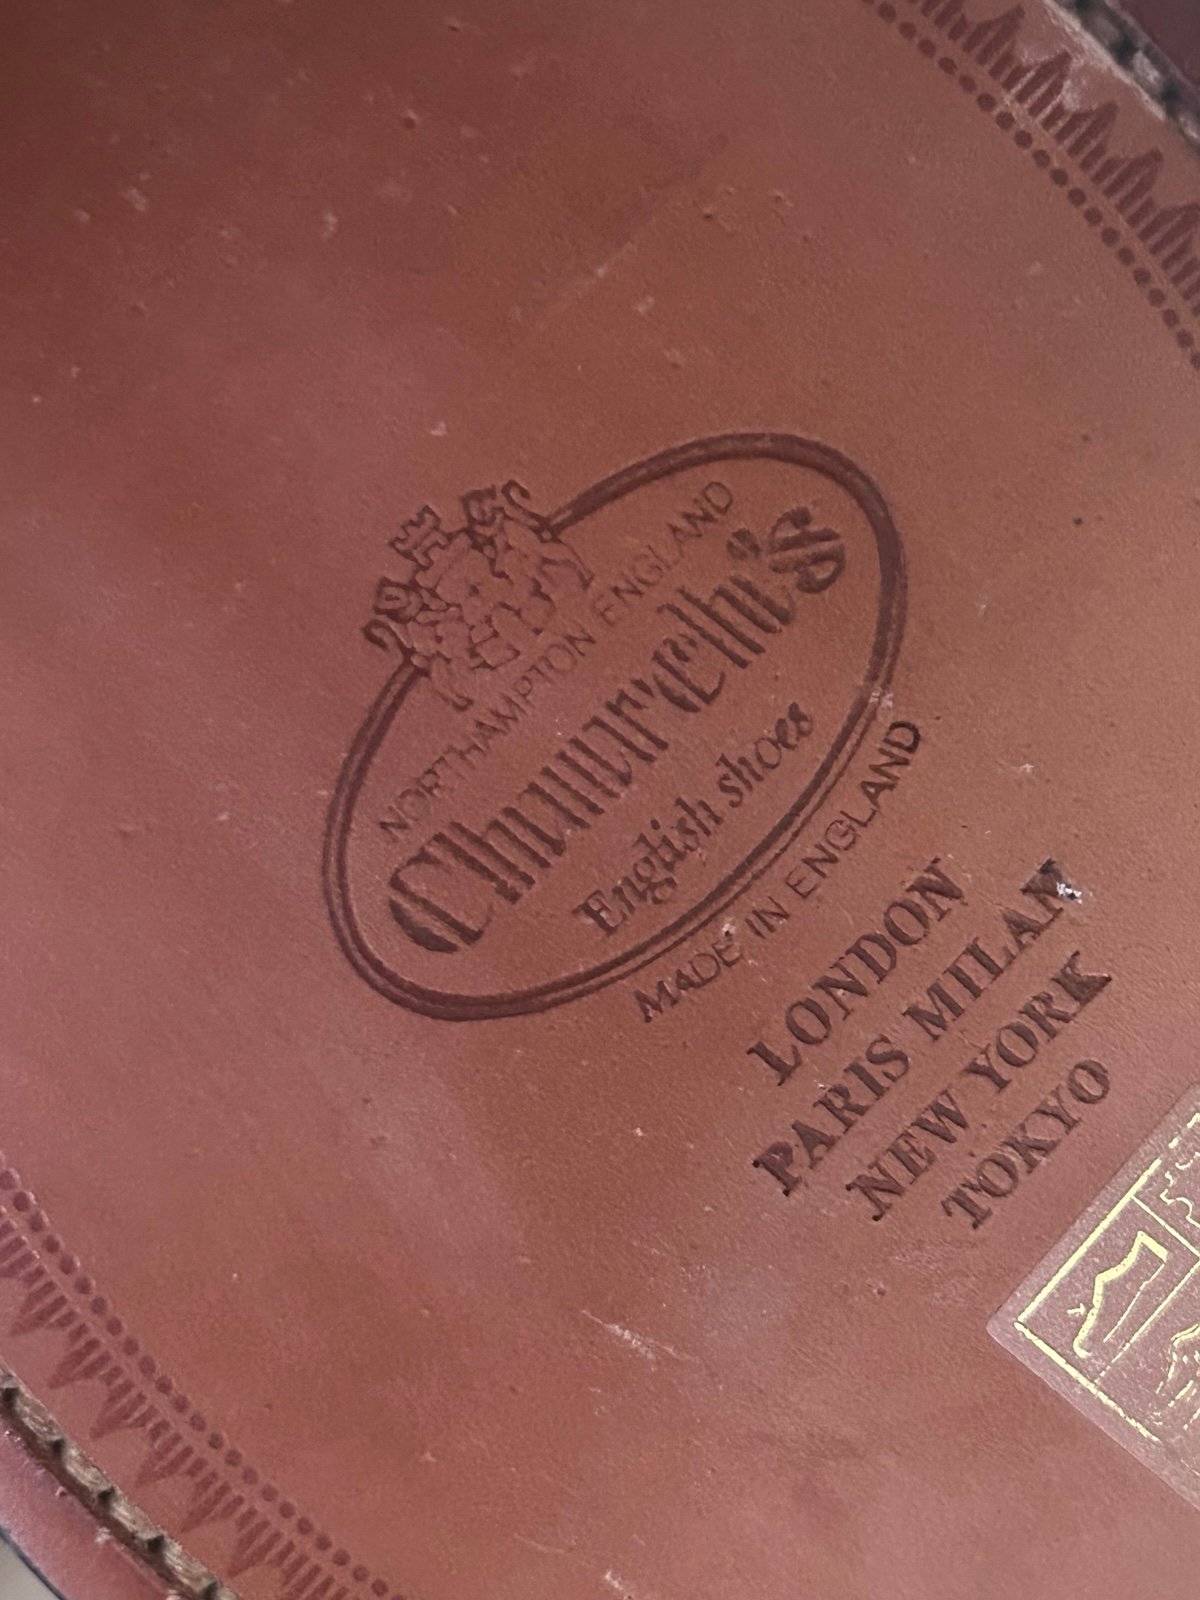 NORTHAMPTON ENGLAND
Church's
English shoes
MADE IN ENGLAND
LONDON
PARIS MILAN
NEW YORK
TOKYO